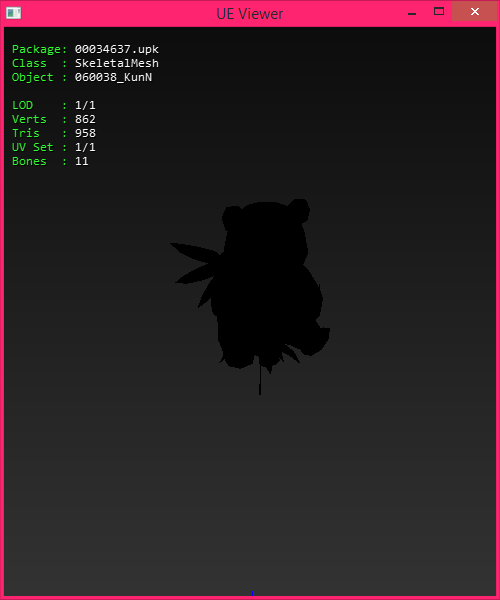 UE Viewer
Package: 00034637.upk
Class : SkeletalMesh
Object : 060038_KunN
LOD : 1/1
Verts : 862
Tris : 958
UV Set : 1/1
Bones : 11